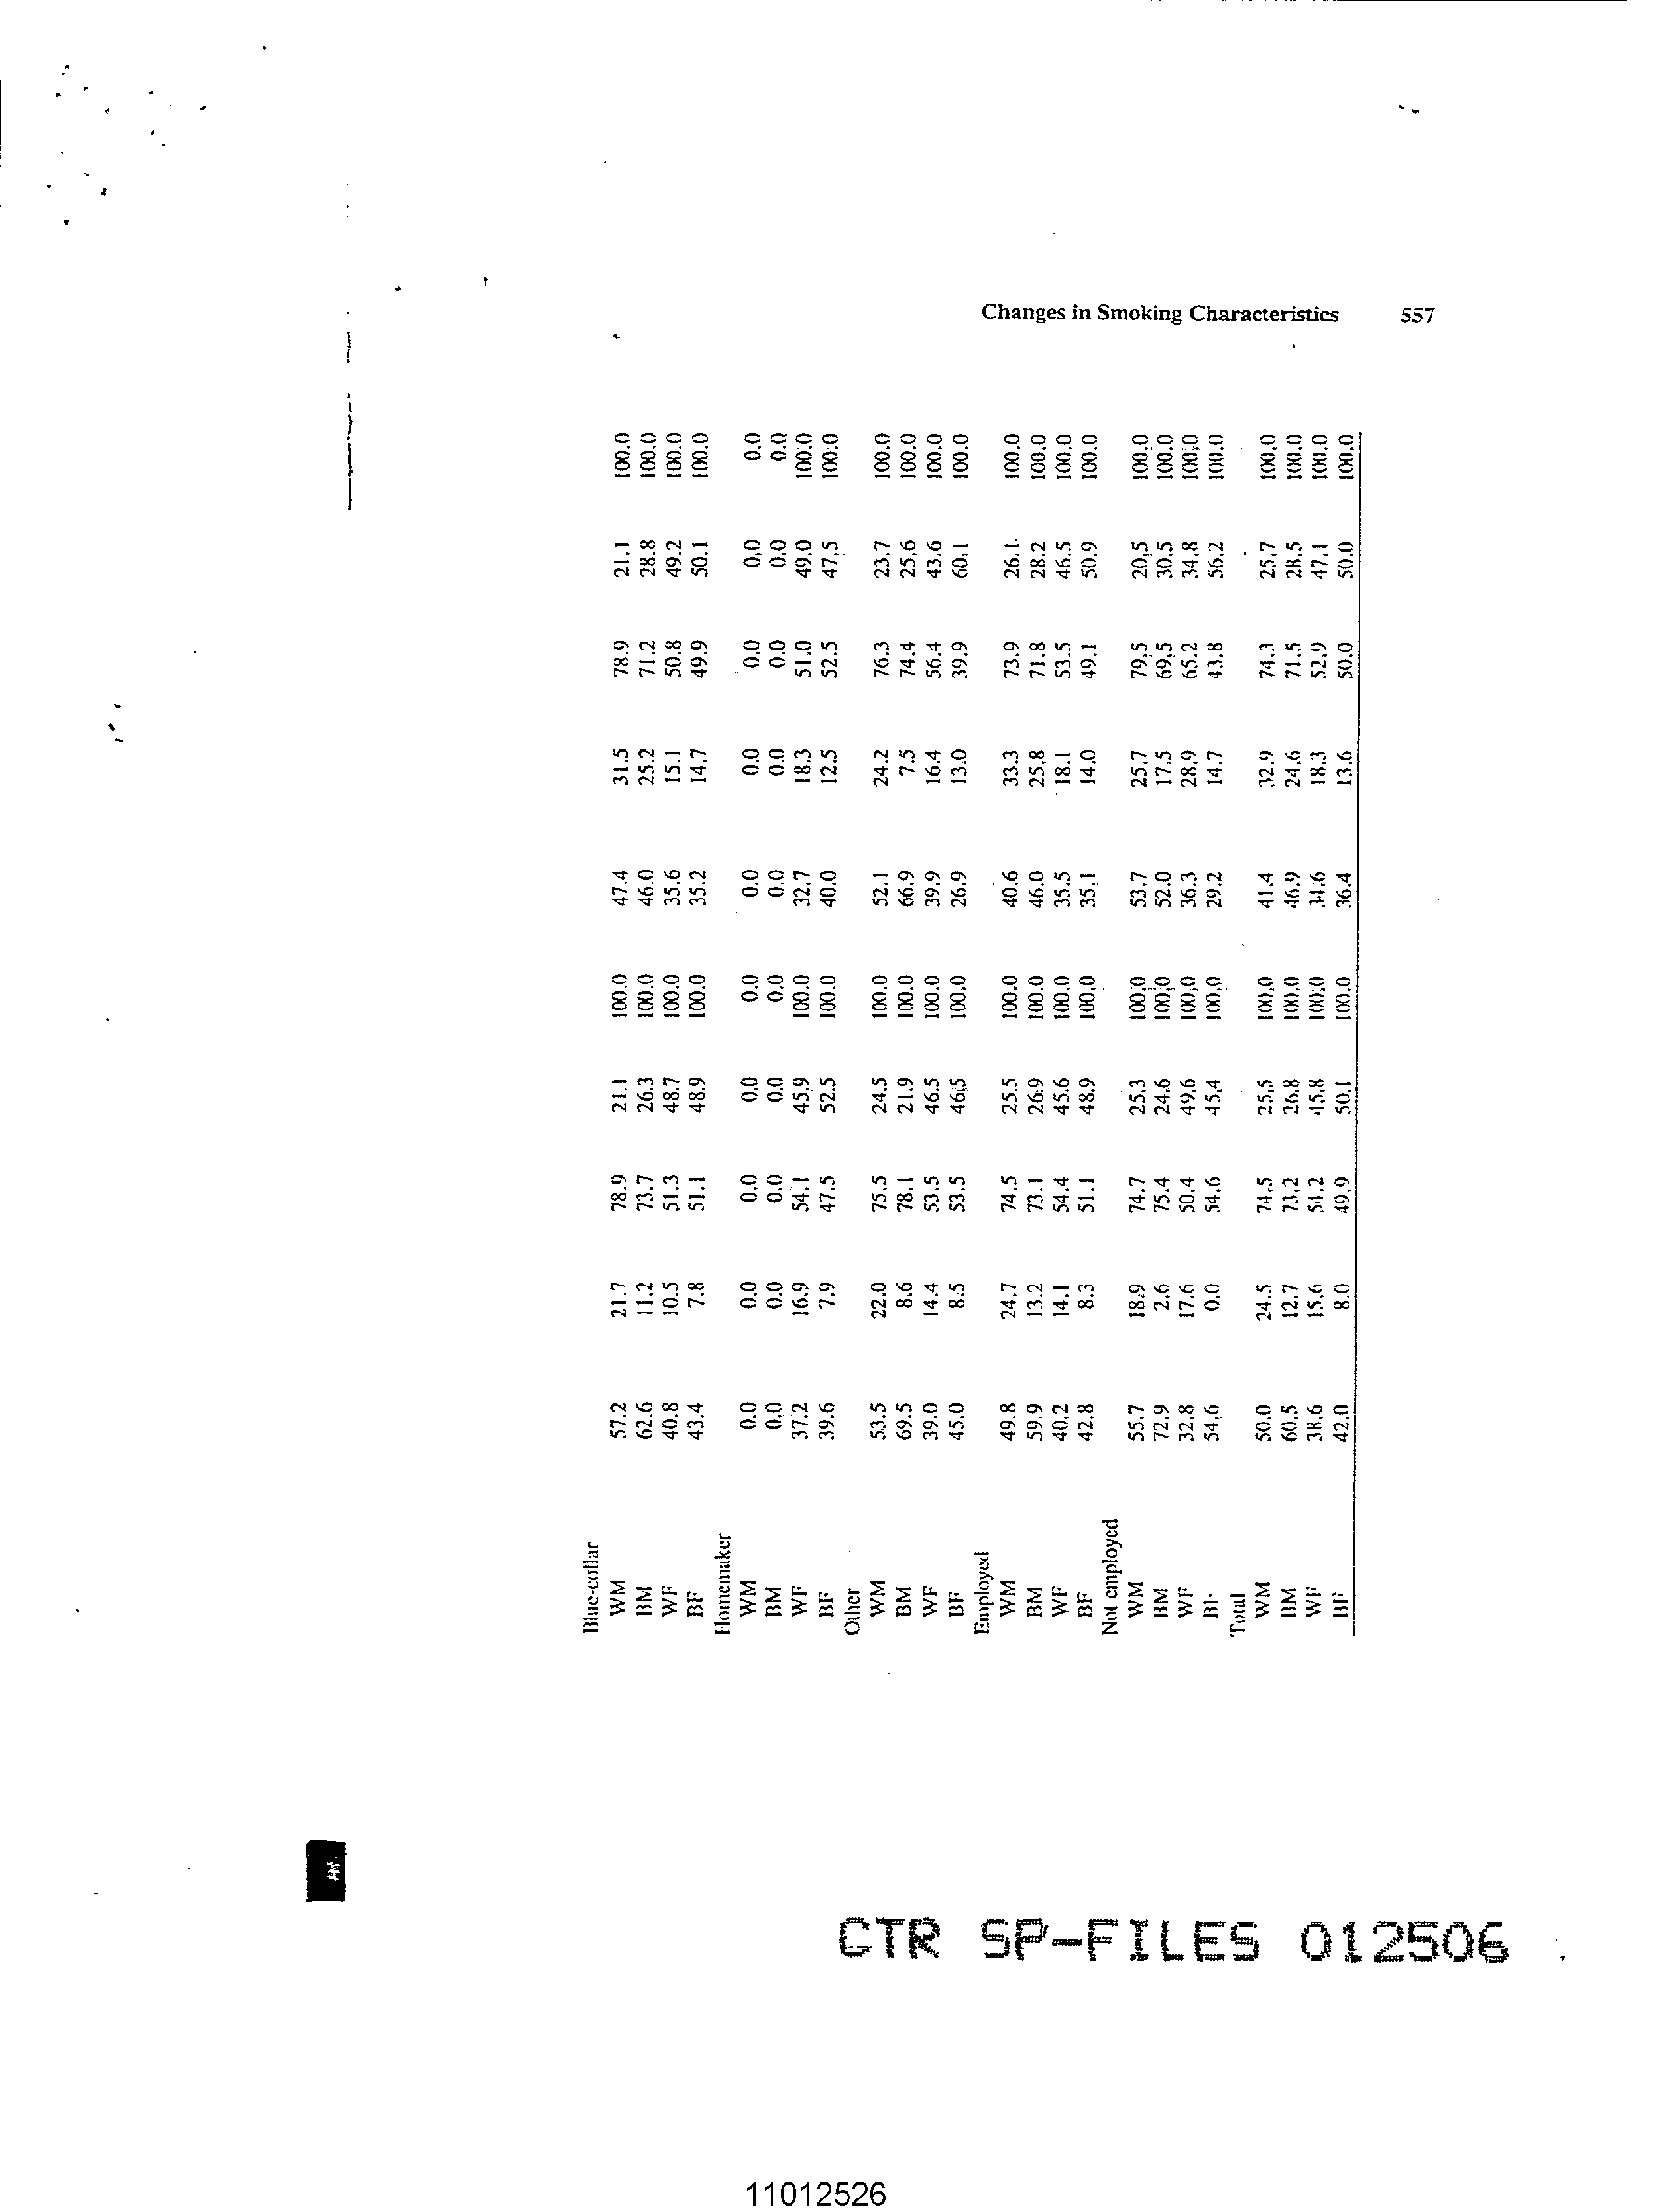 Changes in Smoking Characteristics 557
Blue-collar
WM 57.2 21.7 78.9 21.1 100.0 47.4 31.5 78.9 21.1 100.0
BM 62.6 11.2 73.7 26.3 100.0 46.0 25.2 71.2 28.8 100.0
WF 40.8 10.5 51.3 48.7 100.0 35.6 15.1 50.8 49.2 100.0
BF 43.4 7.8 51.1 48.9 100.0 35.2 14.7 49.9 50.1 100.0
Homemaker
WM 0.0 0.0 0.0 0.0 0.0 0.0 0.0 0.0 0.0 0.0
BM 0.0 0.0 0.0 0.0 0.0 0.0 0.0 0.0 0.0 0.0
WF 37.2 16.9 54.1 45.9 100.0 32.7 18.3 51.0 49.0 100.0
BF 39.6 7.9 47.5 52.5 100.0 40.0 12.5 52.5 47.5 100.0
Other
WM 53.5 22.0 75.5 24.5 100.0 52.1 24.2 76.3 23.7 100.0
BM 69.5 8.6 78.1 21.9 100.0 66.9 7.5 74.4 25.6 100.0
WF 39.0 14.4 53.5 46.5 100.0 39.9 16.4 56.4 43.6 100.0
BF 45.0 8.5 53.5 46.5 100.0 26.9 13.0 39.9 60.1 100.0
Employed
WM 49.8 24.7 74.5 25.5 100.0 40.6 33.3 73.9 26.1 100.0
BM 59.9 13.2 73.1 26.9 100.0 46.0 25.8 71.8 28.2 100.0
WF 40.2 14.1 54.4 45.6 100.0 35.5 18.1 53.5 46.5 100.0
BF 42.8 8.3 51.1 48.9 100.0 35.1 14.0 49.1 50.9 100.0
Not employed
WM 55.7 18.9 74.7 25.3 100.0 53.7 25.7 79.5 20.5 100.0
BM 72.9 2.6 75.4 24.6 100.0 52.0 17.5 69.5 30.5 100.0
WF 32.8 17.6 50.4 49.6 100.0 36.3 28.9 65.2 34.8 100.0
BF 54.6 0.0 54.6 45.4 100.0 29.2 14.7 43.8 56.2 100.0
Total
WM 50.0 24.5 74.5 25.5 100.0 41.4 32.9 74.3 25.7 100.0
BM 60.5 12.7 73.2 26.8 100.0 46.9 24.6 71.5 28.5 100.0
WF 38.6 15.6 54.2 45.8 100.0 34.6 18.3 52.9 47.1 100.0
BF 42.0 8.0 49.9 50.1 100.0 36.4 13.6 50.0 50.0 100.0
CTR SP-FILES 012506
11012526